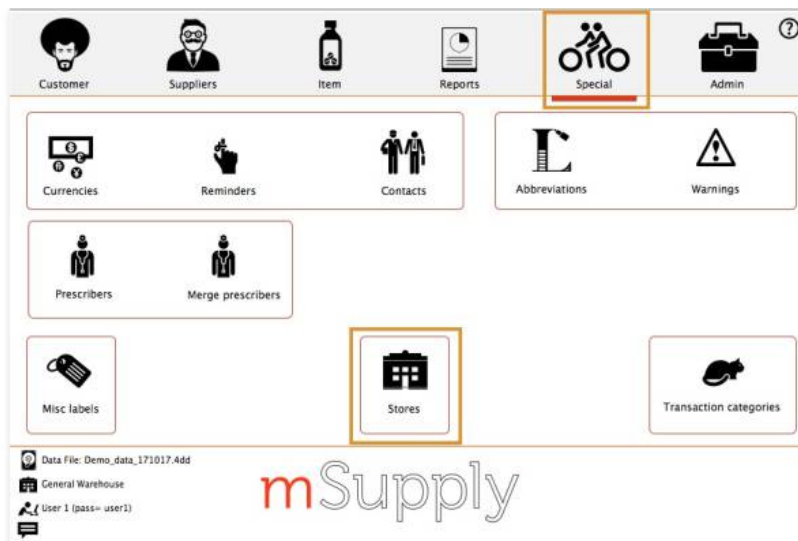 ?
Customer Suppliers Item Reports Special Admin
Currencies Reminders Contacts Abbreviations Warnings
Prescribers Merge prescribers
Misc labels Stores Transaction categories
Data File: Demo_data_171017.4dd
General Warehouse
User 1 (pass= user1)
mSupply